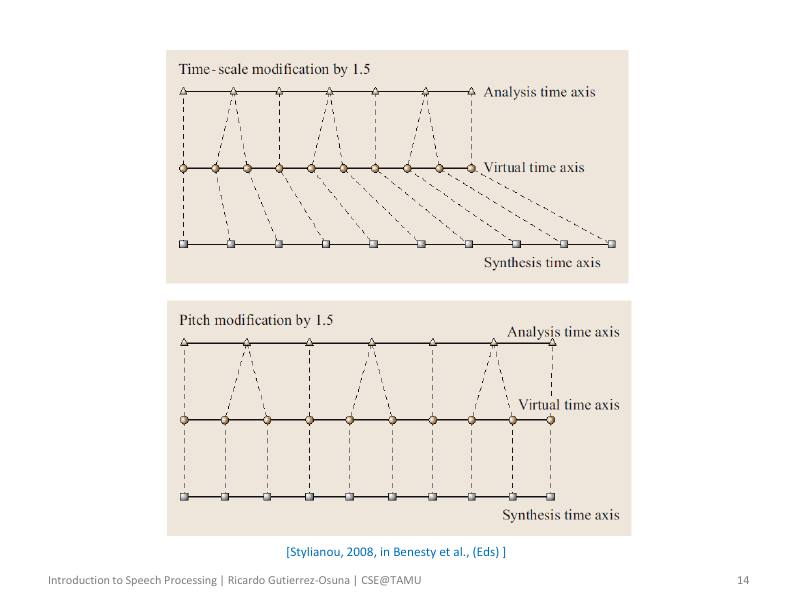 Time-scale modification by 1.5
Analysis time axis
Virtual time axis
Synthesis time axis
Pitch modification by 1.5
Analysis time axis
Virtual time axis
Synthesis time axis
[Stylianou, 2008, in Benesty et al., (Eds) ]
Introduction to Speech Processing | Ricardo Gutierrez-Osuna | CSE@TAMU
14